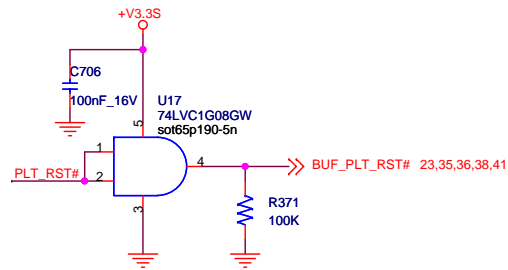 +V3.3S
C706
100nF_16V
U17
74LVC1G08GW
sot65p190-5n
5
1
2
4
3
PLT_RST#
BUF_PLT_RST# 23,35,36,38,41
R371
100K